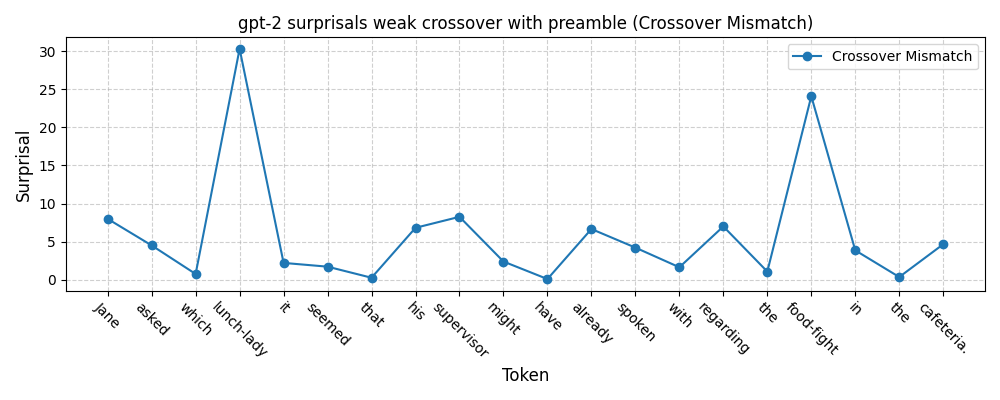 gpt-2 surprisals weak crossover with preamble (Crossover Mismatch)
Crossover Mismatch
Surprisal
30
25
20
15
10
5
0
Jane
asked
which
lunch-lady
it
seemed
that
his
supervisor
might
have
already
spoken
with
regarding
the
food-fight
in
the
cafeteria.
Token